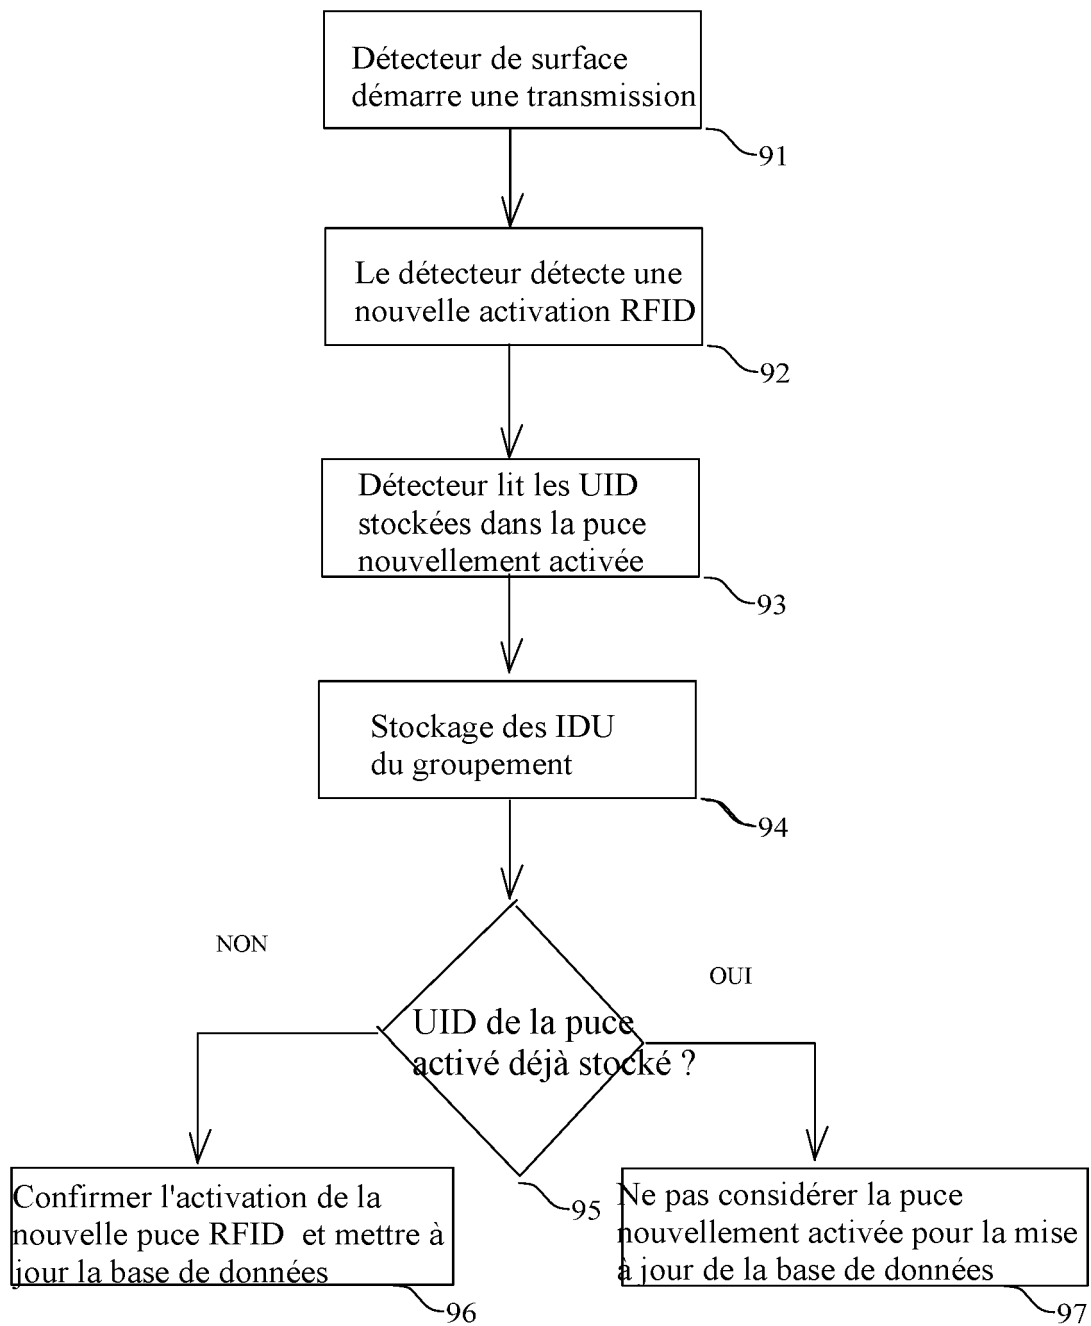 Détecteur de surface
démarre une transmission
91
Le détecteur détecte une
nouvelle activation RFID
92
Détecteur lit les UID
stockées dans la puce
nouvellement activée
93
Stockage des IDU
du groupement
94
NON
OUI
UID de la puce
activé déjà stocké ?
95
Confirmer l'activation de la
nouvelle puce RFID et mettre à
jour la base de données
96
Ne pas considérer la puce
nouvellement activée pour la mise
à jour de la base de données
97